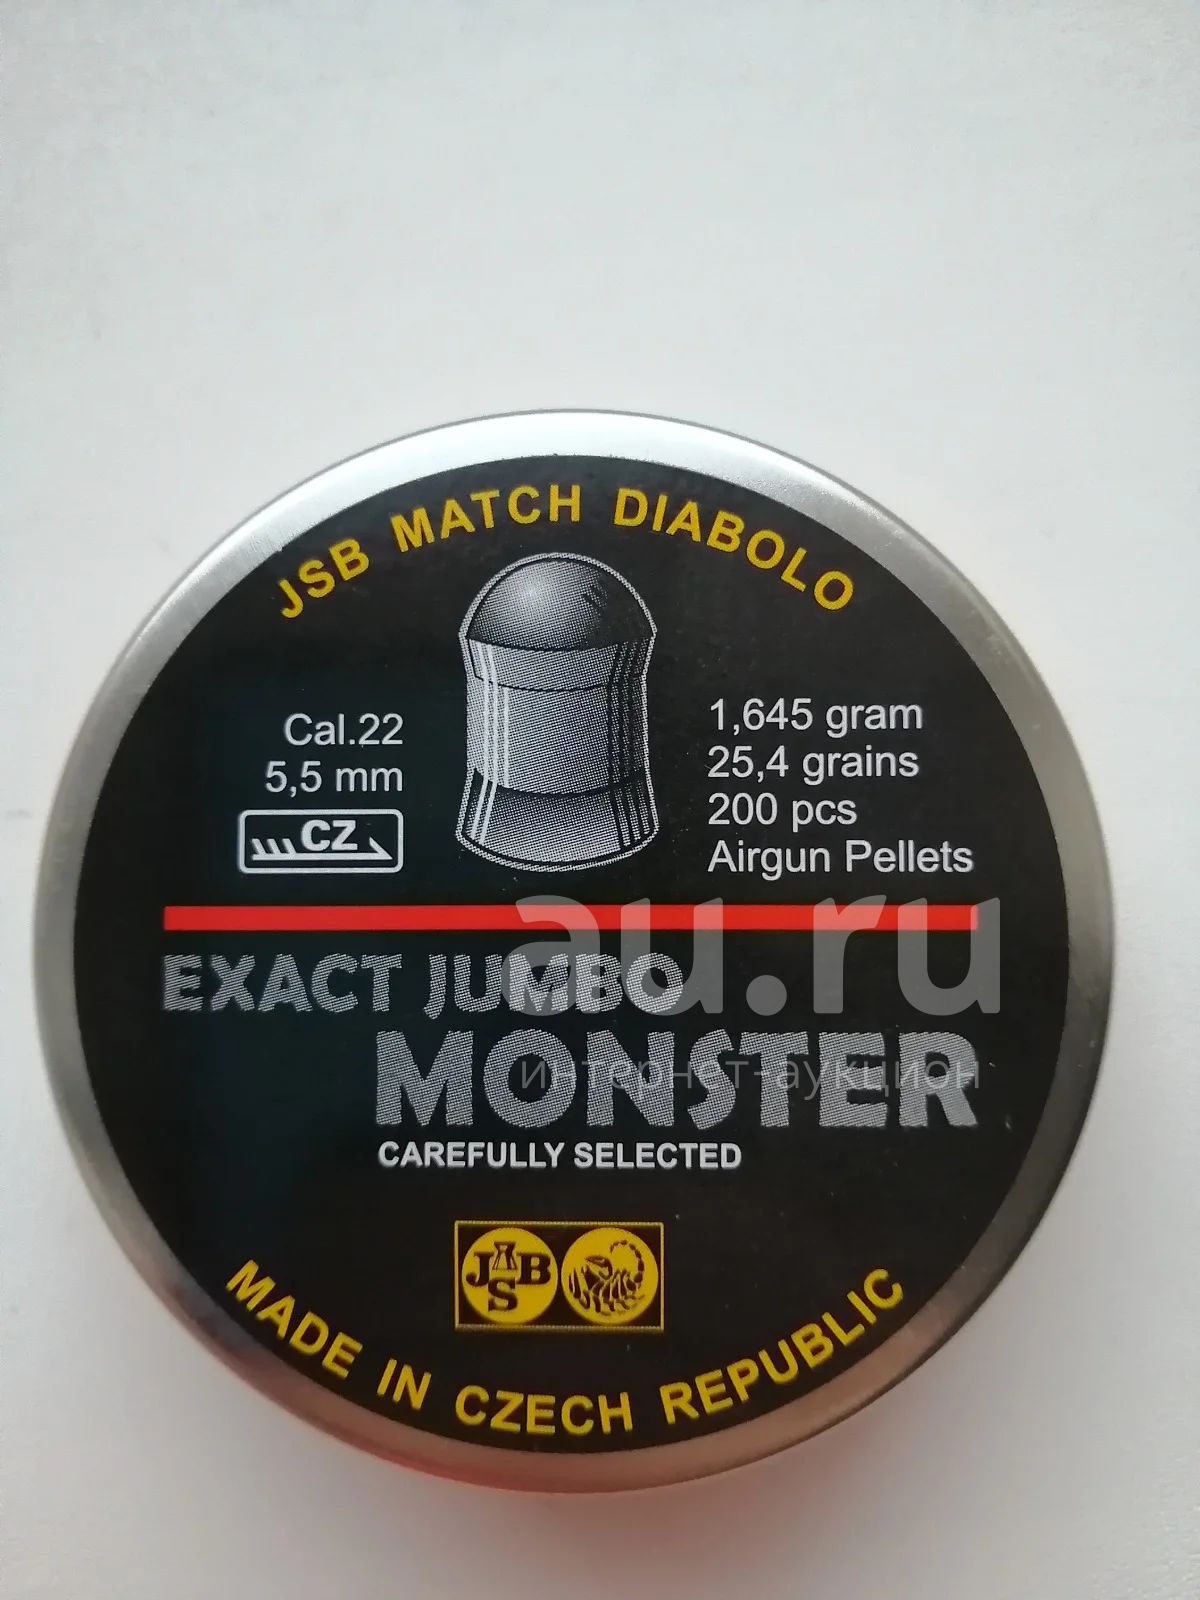 JSB MATCH DIABOLO
Cal.22
5,5 mm
CZ
1,645 gram
25,4 grains
200 pcs
Airgun Pellets
au.ru
EXACT JUMBO
MONSTER
интернет-аукцион
CAREFULLY SELECTED
JSB
MADE IN CZECH REPUBLIC